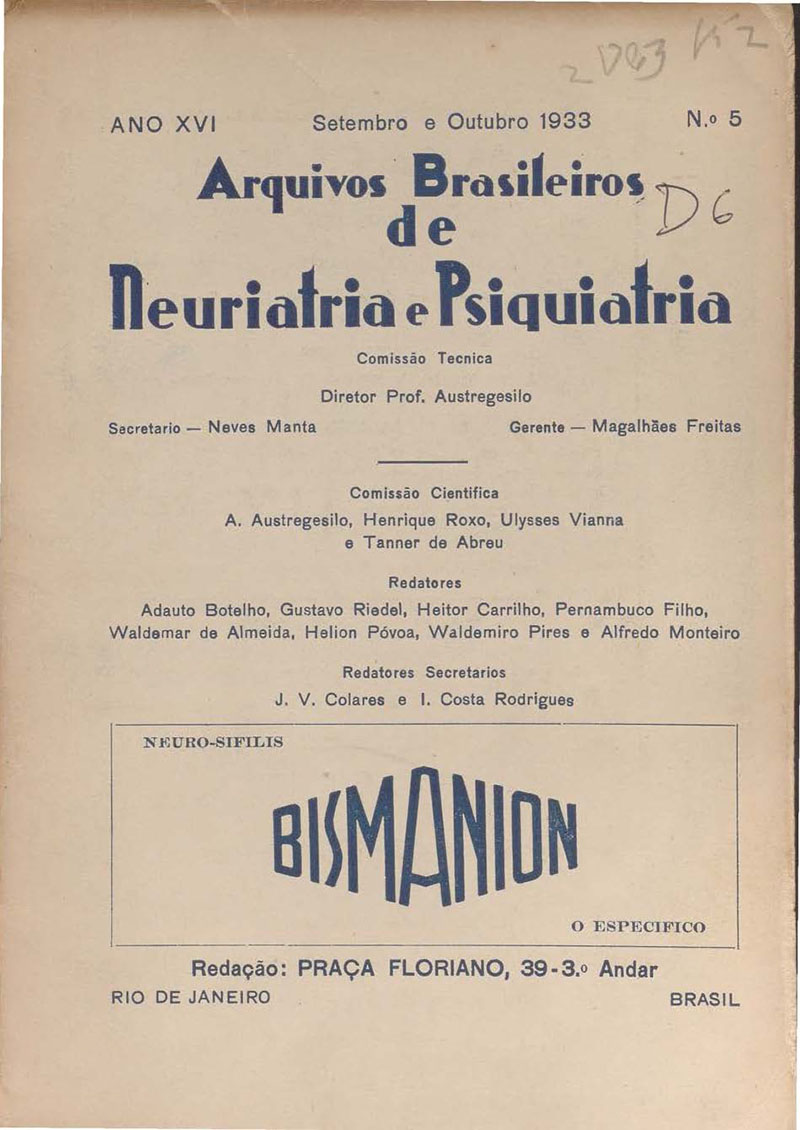 ANO XVI Setembro e Outubro 1933 N.º 5
Arquivos Brasileiros
D6
de
Neuriatria e Psiquiatria
Comissão Tecnica
Diretor Prof. Austregesilo
Secretario — Neves Manta Gerente — Magalhães Freitas
Comissão Cientifica
A. Austregesilo, Henrique Roxo, Ulysses Vianna
e Tanner de Abreu
Redatores
Adauto Botelho, Gustavo Riedel, Heitor Carrilho, Pernambuco Filho,
Waldemar de Almeida, Helion Póvoa, Waldemiro Pires e Alfredo Monteiro
Redatores Secretarios
J. V. Colares e I. Costa Rodrigues
NEURO-SIFILIS
BISMANION
O ESPECIFICO
Redação: PRAÇA FLORIANO, 39-3.º Andar
RIO DE JANEIRO BRASIL